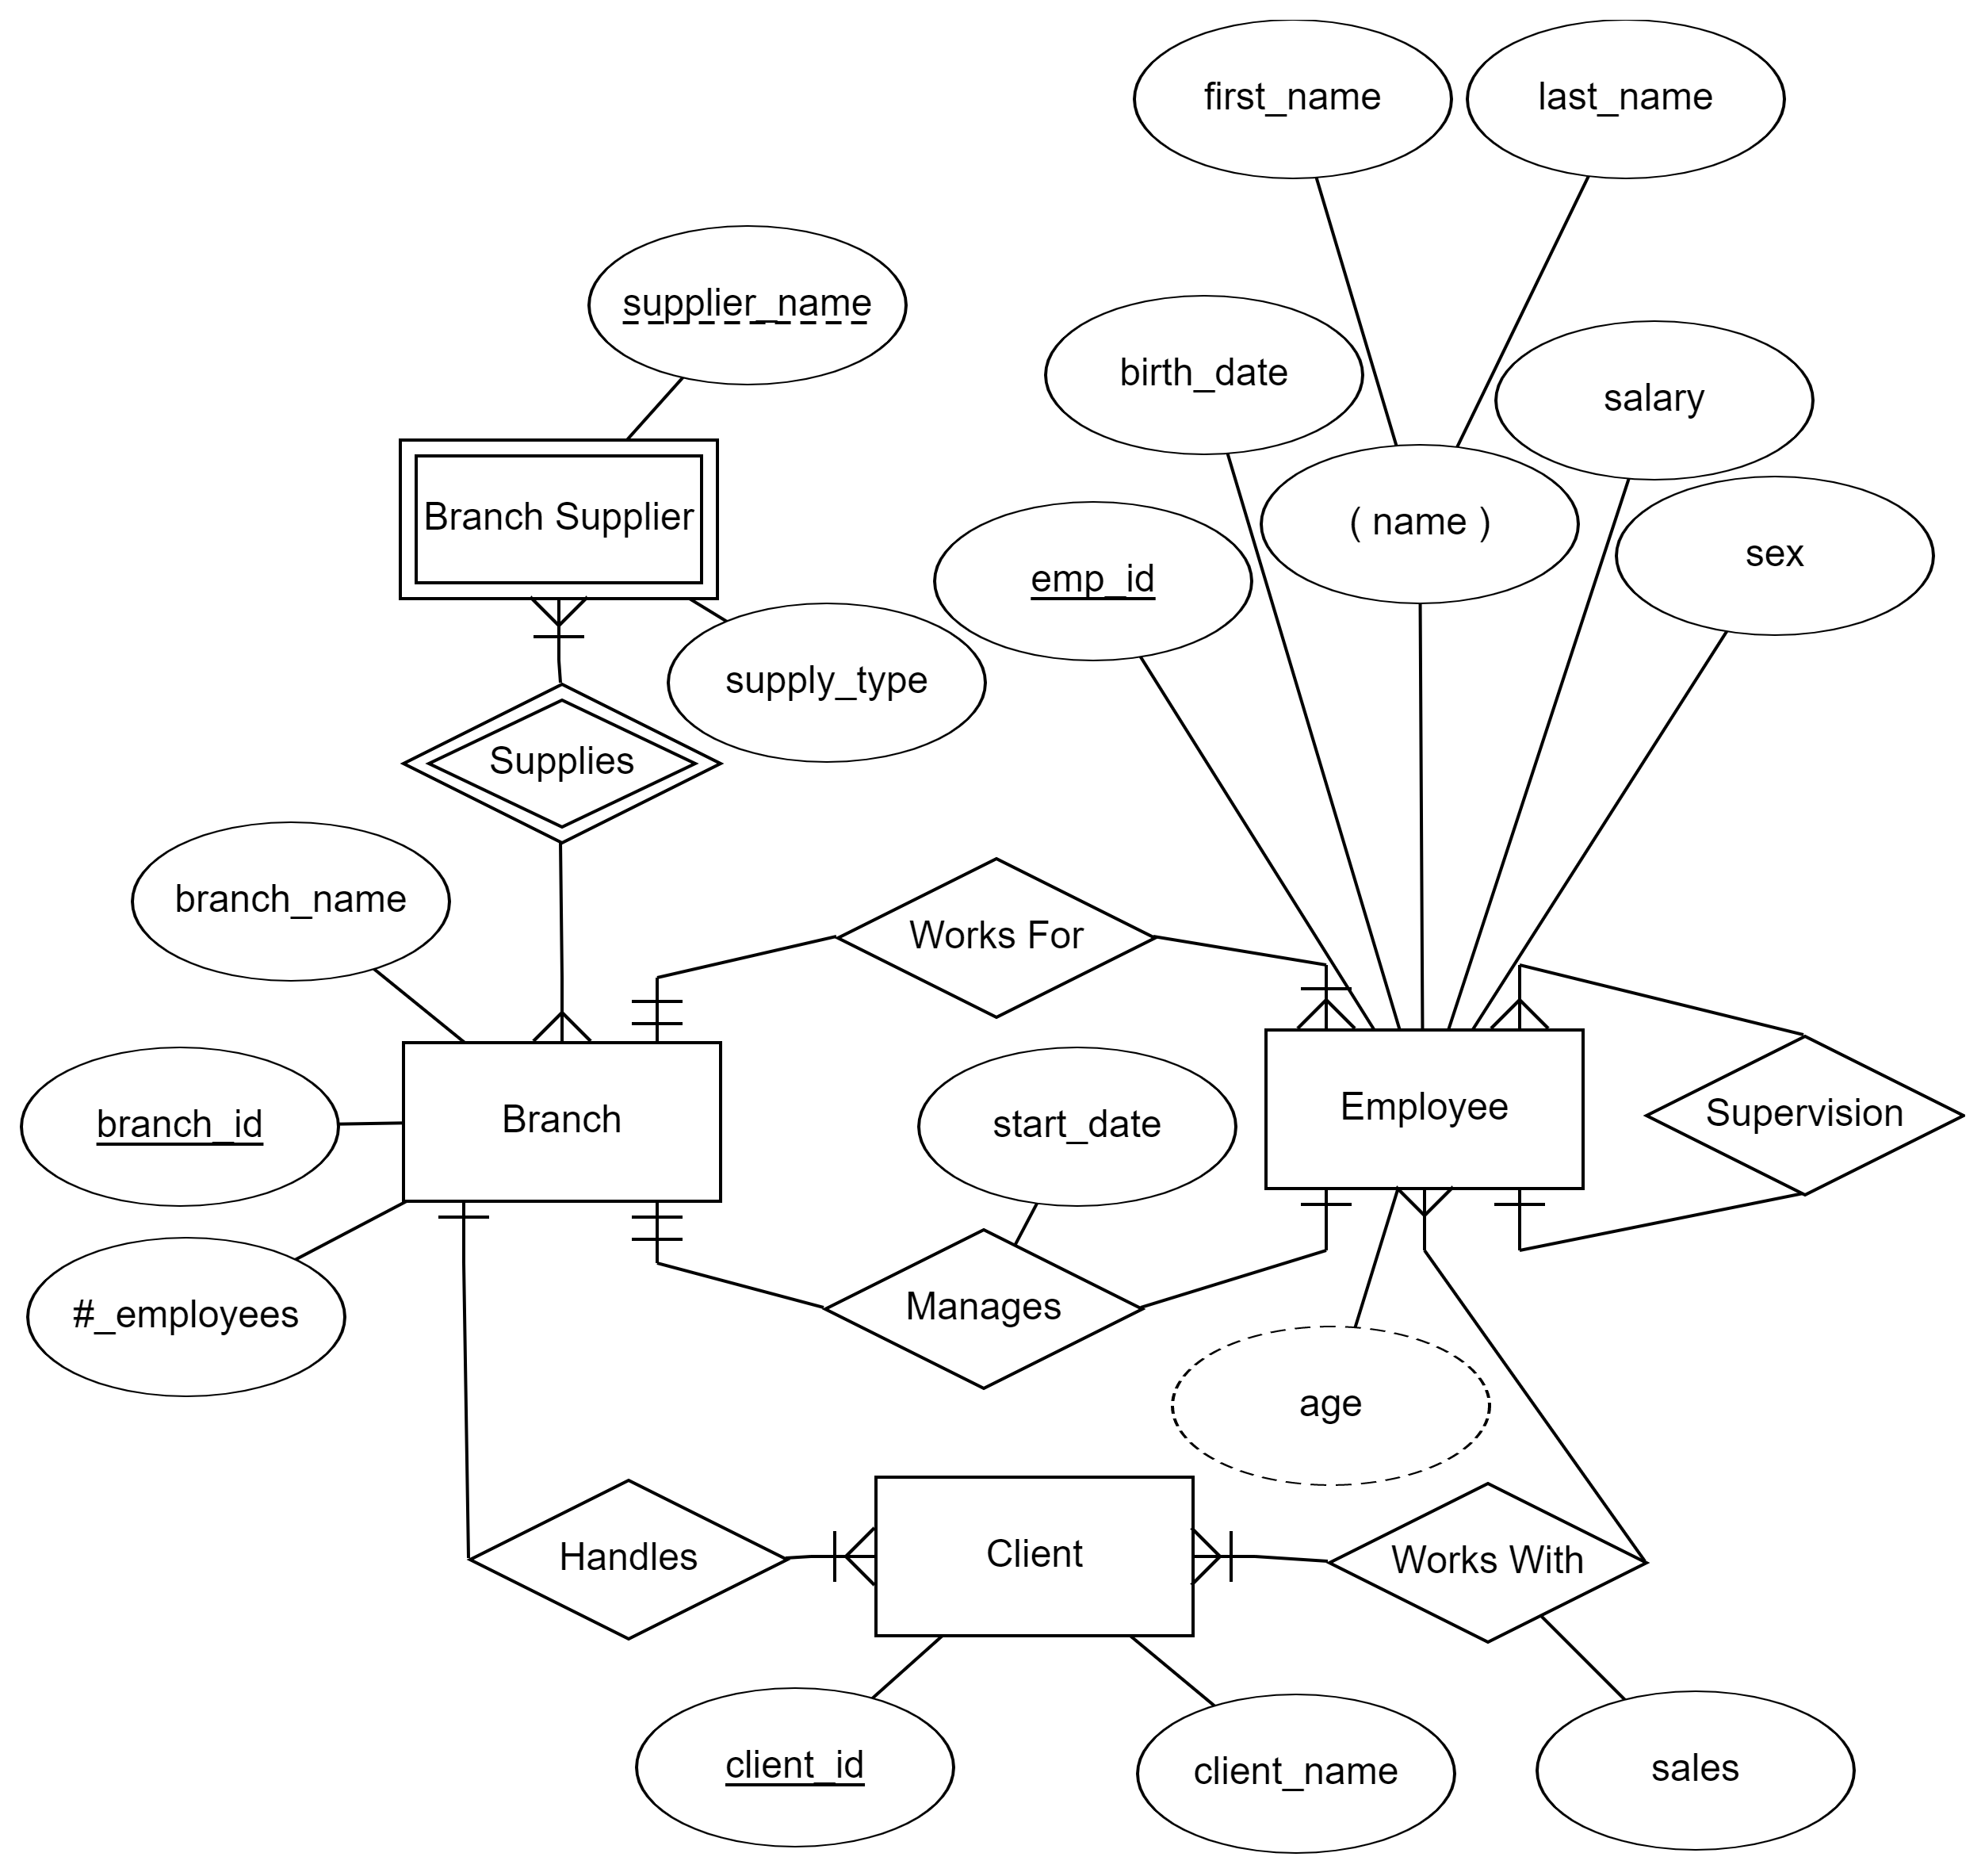 first_name
last_name
supplier_name
birth_date
salary
Branch Supplier
( name )
sex
emp_id
supply_type
Supplies
branch_name
Works For
Branch
branch_id
start_date
Employee
Supervision
#_employees
Manages
age
Handles
Client
Works With
client_id
client_name
sales